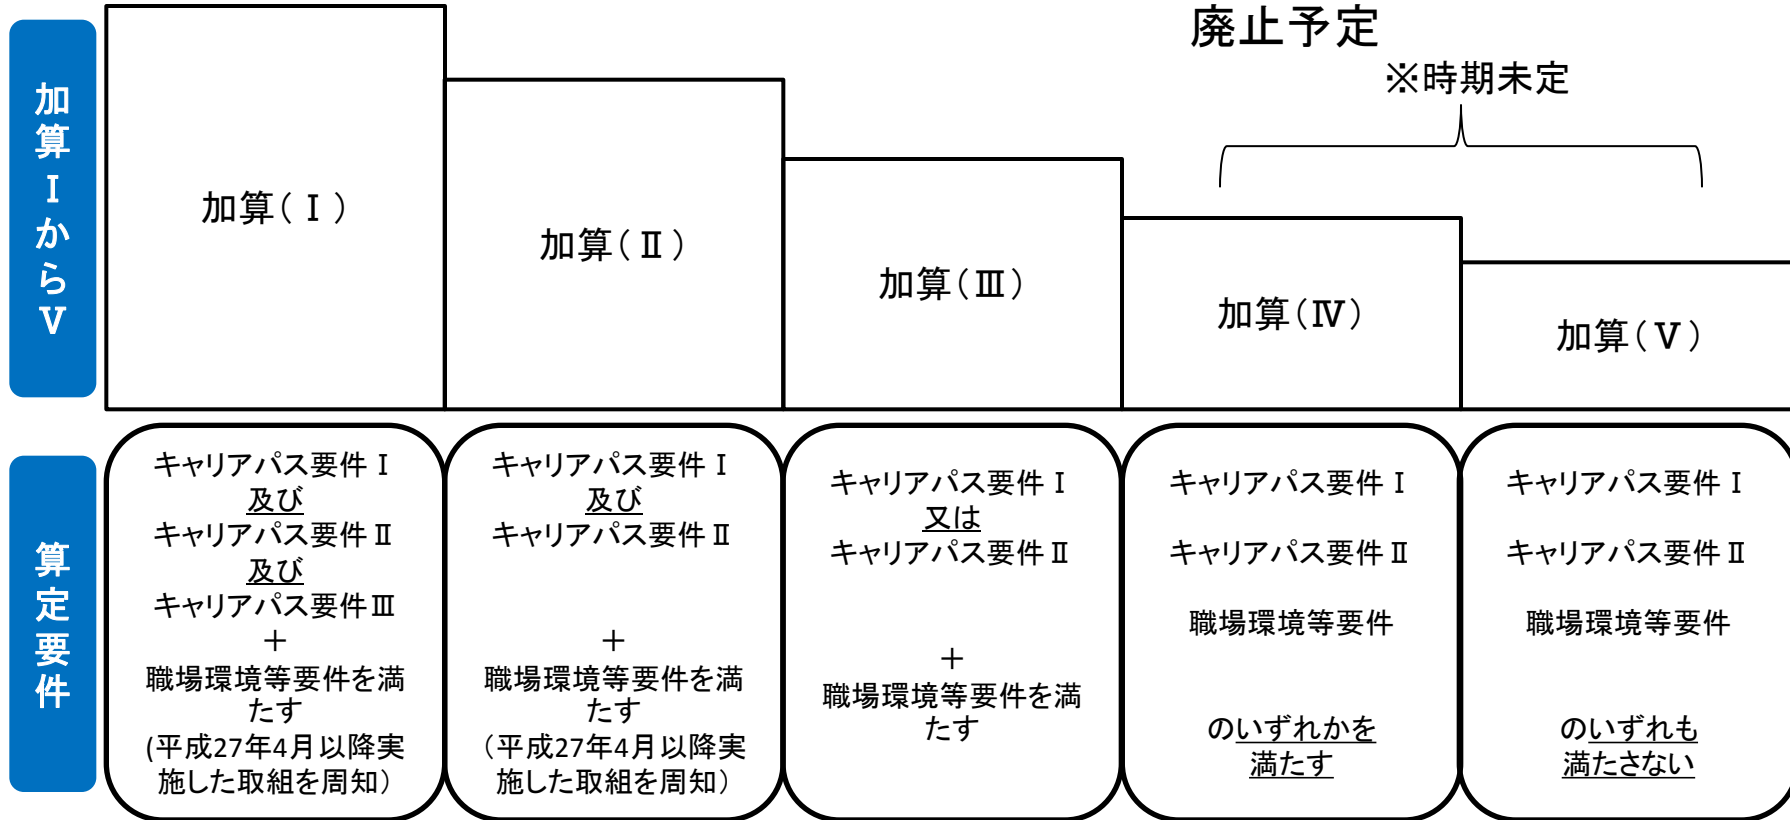 廃止予定
※時期未定
加算Ⅰから Ⅴ
加算(Ⅰ)
加算(Ⅱ)
加算(Ⅲ)
加算(Ⅳ)
加算(Ⅴ)
算定要件
キャリアパス要件Ⅰ
及び
キャリアパス要件Ⅱ
及び
キャリアパス要件Ⅲ
＋
職場環境等要件を満
たす
(平成27年4月以降実
施した取組を周知)
キャリアパス要件Ⅰ
及び
キャリアパス要件Ⅱ
＋
職場環境等要件を満
たす
(平成27年4月以降実
施した取組を周知)
キャリアパス要件Ⅰ
又は
キャリアパス要件Ⅱ
＋
職場環境等要件を満
たす
キャリアパス要件Ⅰ
キャリアパス要件Ⅱ
職場環境等要件
のいずれかを
満たす
キャリアパス要件Ⅰ
キャリアパス要件Ⅱ
職場環境等要件
のいずれも
満たさない